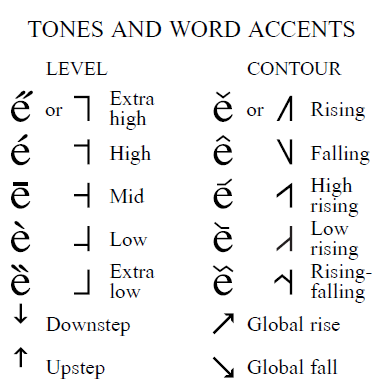 TONES AND WORD ACCENTS
LEVEL CONTOUR
e̋ or ˥ Extra high ě or ˩˥ Rising
é ˦ High ê ˥˩ Falling
ē ˧ Mid e᷄ ˧˥ High rising
è ˨ Low e᷅ ˩˧ Low rising
ȅ ˩ Extra low e᷈ ˧˦˧ Rising-falling
↓ Downstep ↗ Global rise
↑ Upstep ↘ Global fall